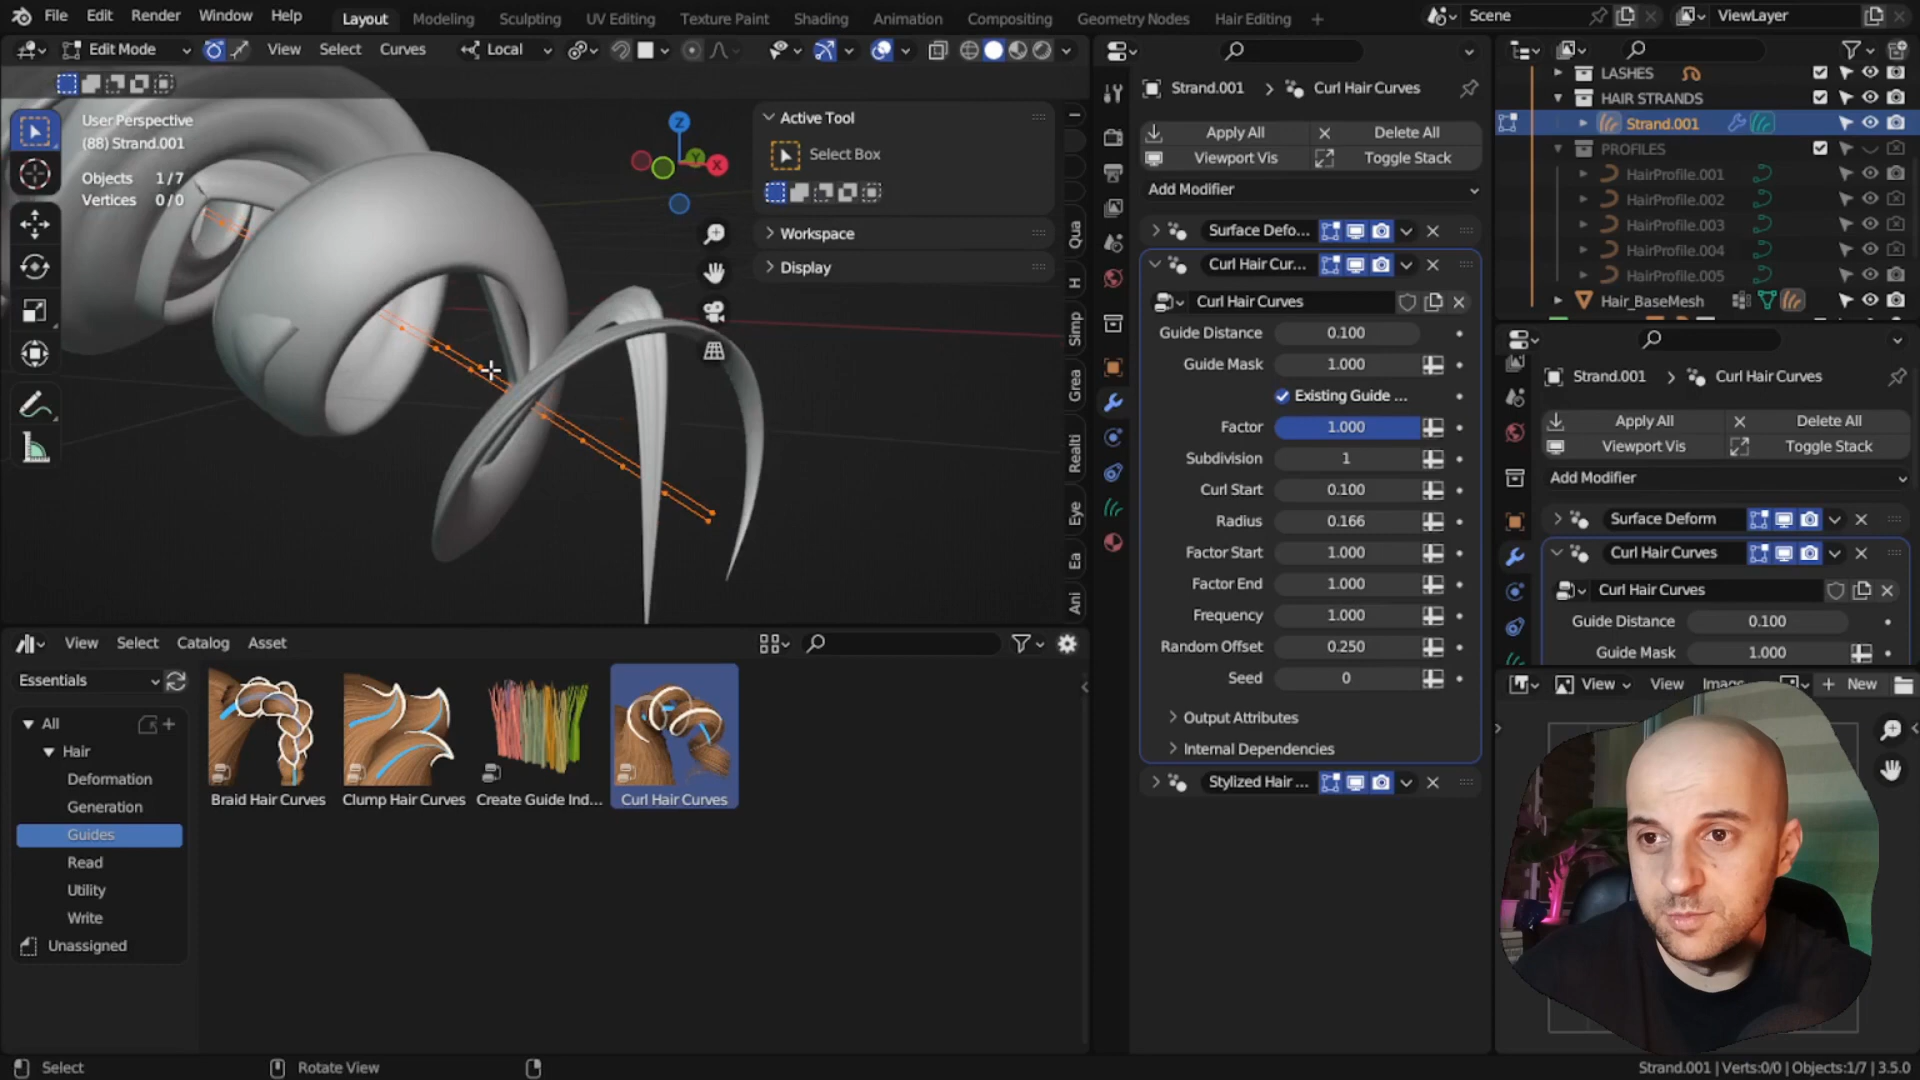 File Edit Render Window Help Layout Modeling Sculpting UV Editing Texture Paint Shading Animation Compositing Geometry Nodes Hair Editing + Scene ViewLayer
Edit Mode View Select Curves Local
User Perspective
(88) Strand.001
Objects 1/7
Vertices 0/0
Z
Y
X
Active Tool
Select Box
Workspace
Display
Qua
H
Simp
Grea
Realti
Eye
Ea
Ani
Strand.001 > Curl Hair Curves
Apply All Delete All
Viewport Vis Toggle Stack
Add Modifier
Surface Defo...
Curl Hair Cur...
Curl Hair Curves
Guide Distance 0.100
Guide Mask 1.000
Existing Guide ...
Factor 1.000
Subdivision 1
Curl Start 0.100
Radius 0.166
Factor Start 1.000
Factor End 1.000
Frequency 1.000
Random Offset 0.250
Seed 0
Output Attributes
Internal Dependencies
Stylized Hair ...
LASHES
HAIR STRANDS
Strand.001
PROFILES
HairProfile.001
HairProfile.002
HairProfile.003
HairProfile.004
HairProfile.005
Hair_BaseMesh
Strand.001 > Curl Hair Curves
Apply All Delete All
Viewport Vis Toggle Stack
Add Modifier
Surface Deform
Curl Hair Curves
Curl Hair Curves
Guide Distance 0.100
Guide Mask 1.000
View View Image + New
View Select Catalog Asset
Essentials
All
Hair
Deformation
Generation
Guides
Read
Utility
Write
Unassigned
Braid Hair Curves Clump Hair Curves Create Guide Ind... Curl Hair Curves
Select Rotate View Strand.001 | Verts:0/0 | Objects:1/7 | 3.5.0